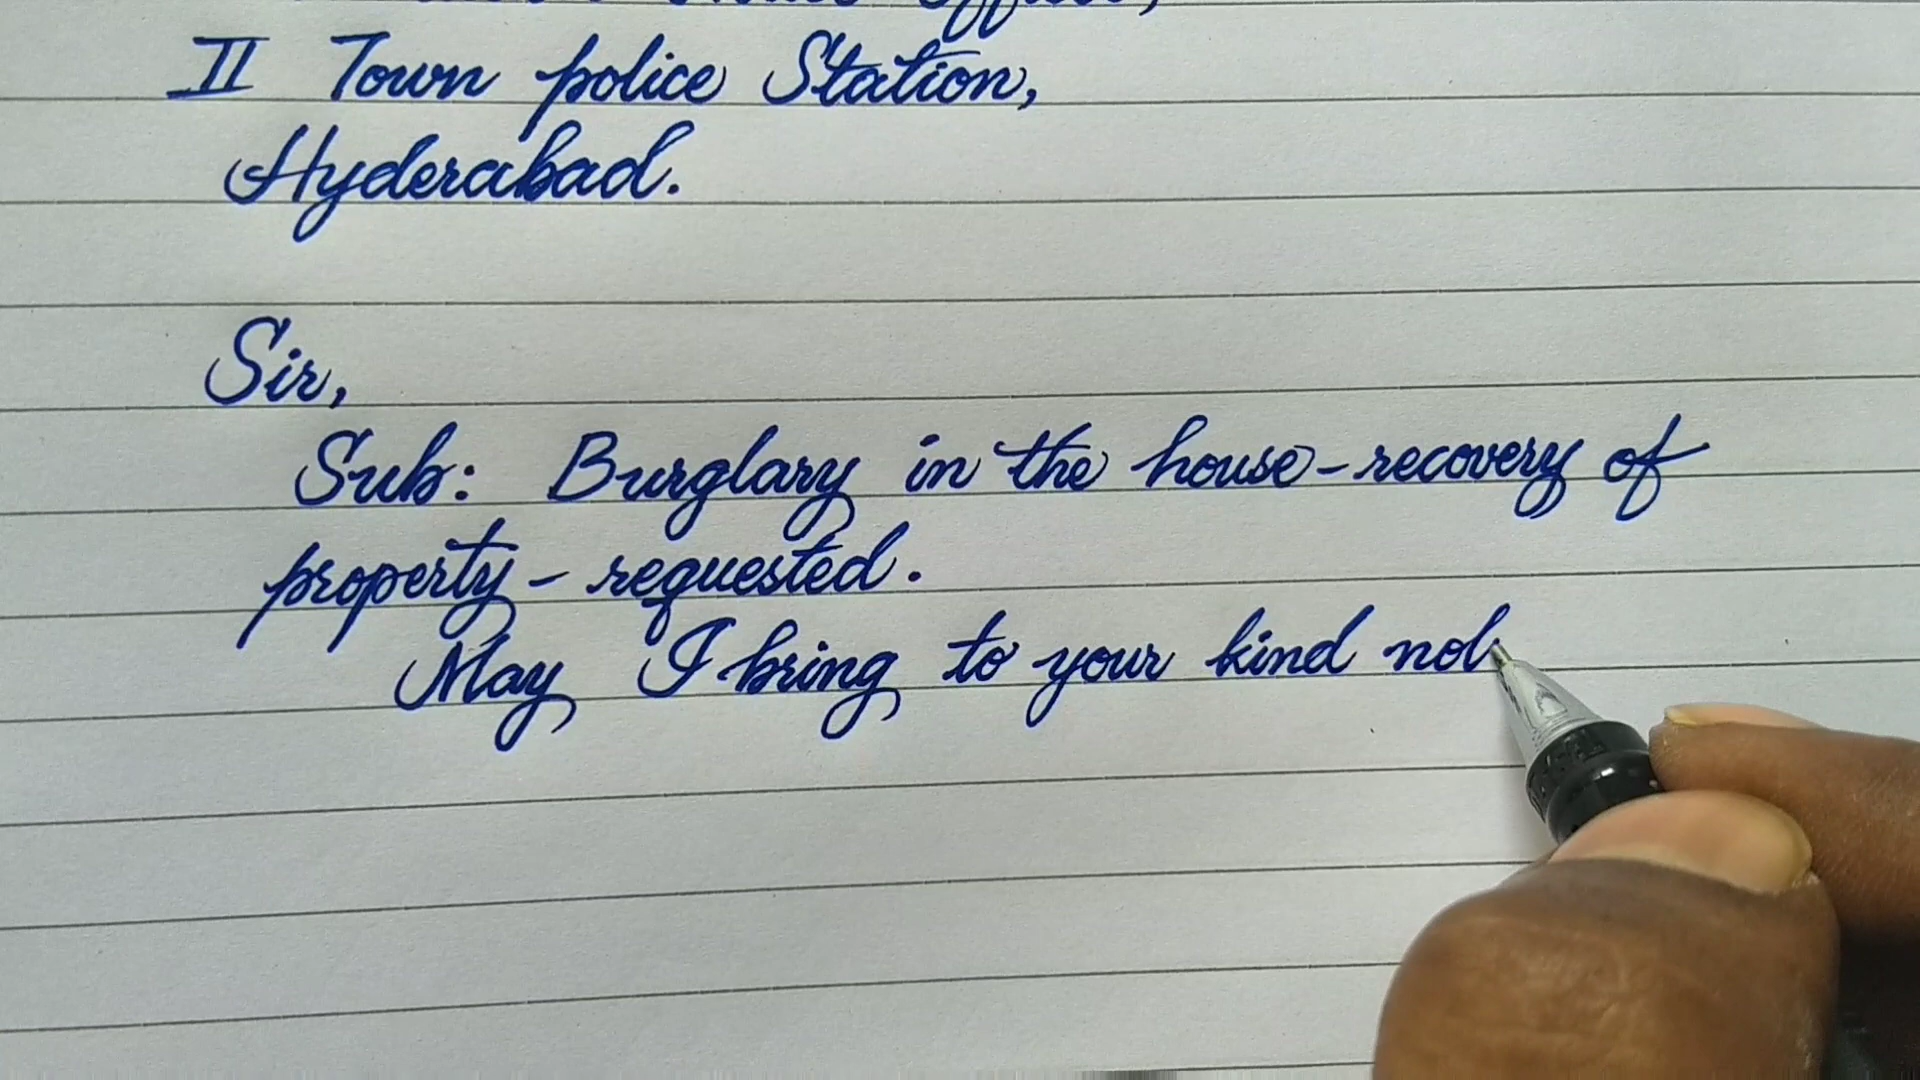 II Town police Station,
Hyderabad.
Sir,
Sub: Burglary in the house-recovery of
property- requested.
May I bring to your kind